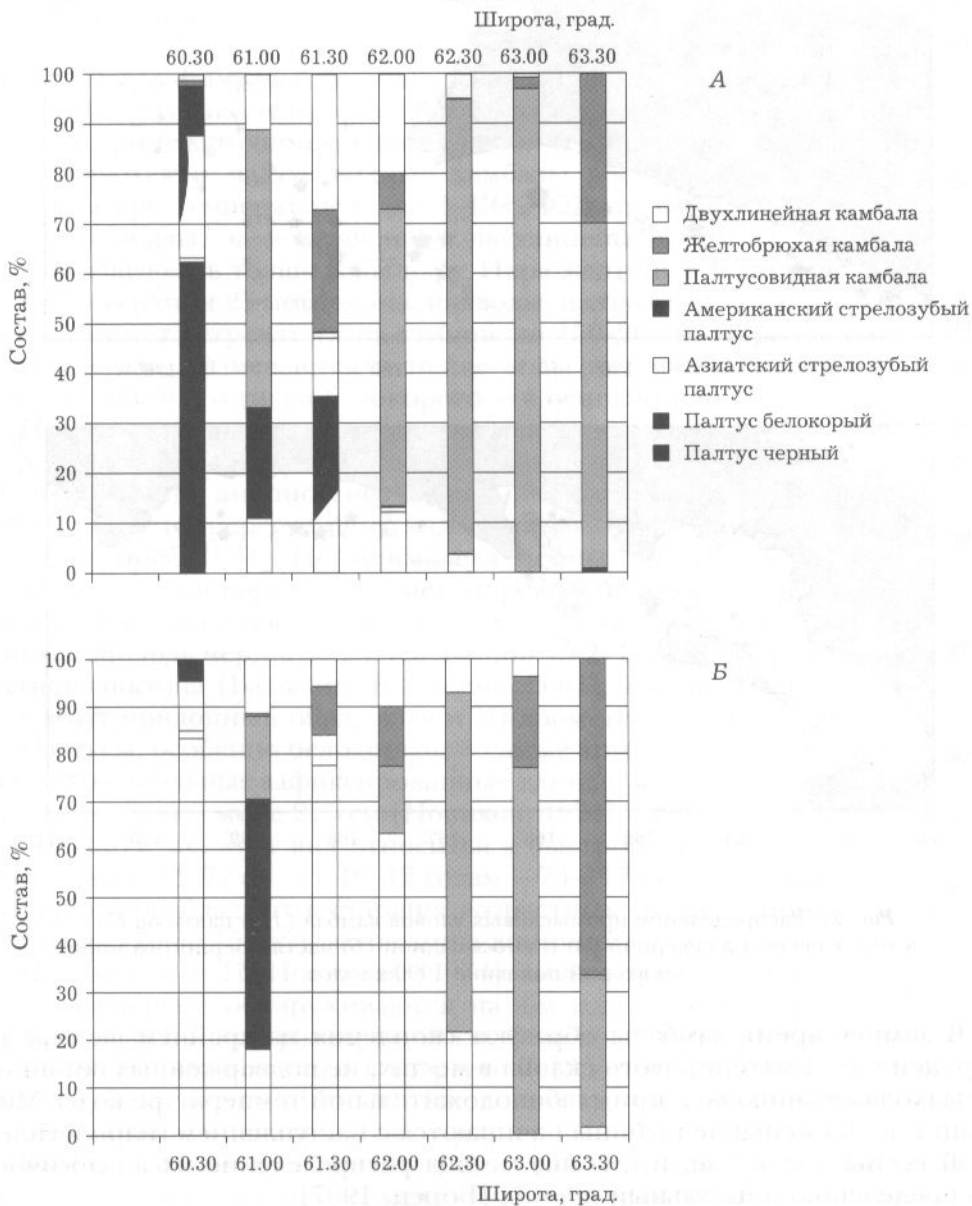 Широта, град.
60.30 61.00 61.30 62.00 62.30 63.00 63.30
А
Состав, %
100
90
80
70
60
50
40
30
20
10
0
Двухлинейная камбала
Желтобрюхая камбала
Палтусовидная камбала
Американский стрелозубый
палтус
Азиатский стрелозубый
палтус
Палтус белокорый
Палтус черный
Б
Состав, %
100
90
80
70
60
50
40
30
20
10
60.30 61.00 61.30 62.00 62.30 63.00 63.30
Широта, град.